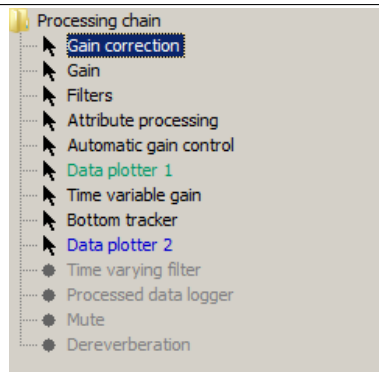 Processing chain
Gain correction
Gain
Filters
Attribute processing
Automatic gain control
Data plotter 1
Time variable gain
Bottom tracker
Data plotter 2
Time varying filter
Processed data logger
Mute
Dereverberation